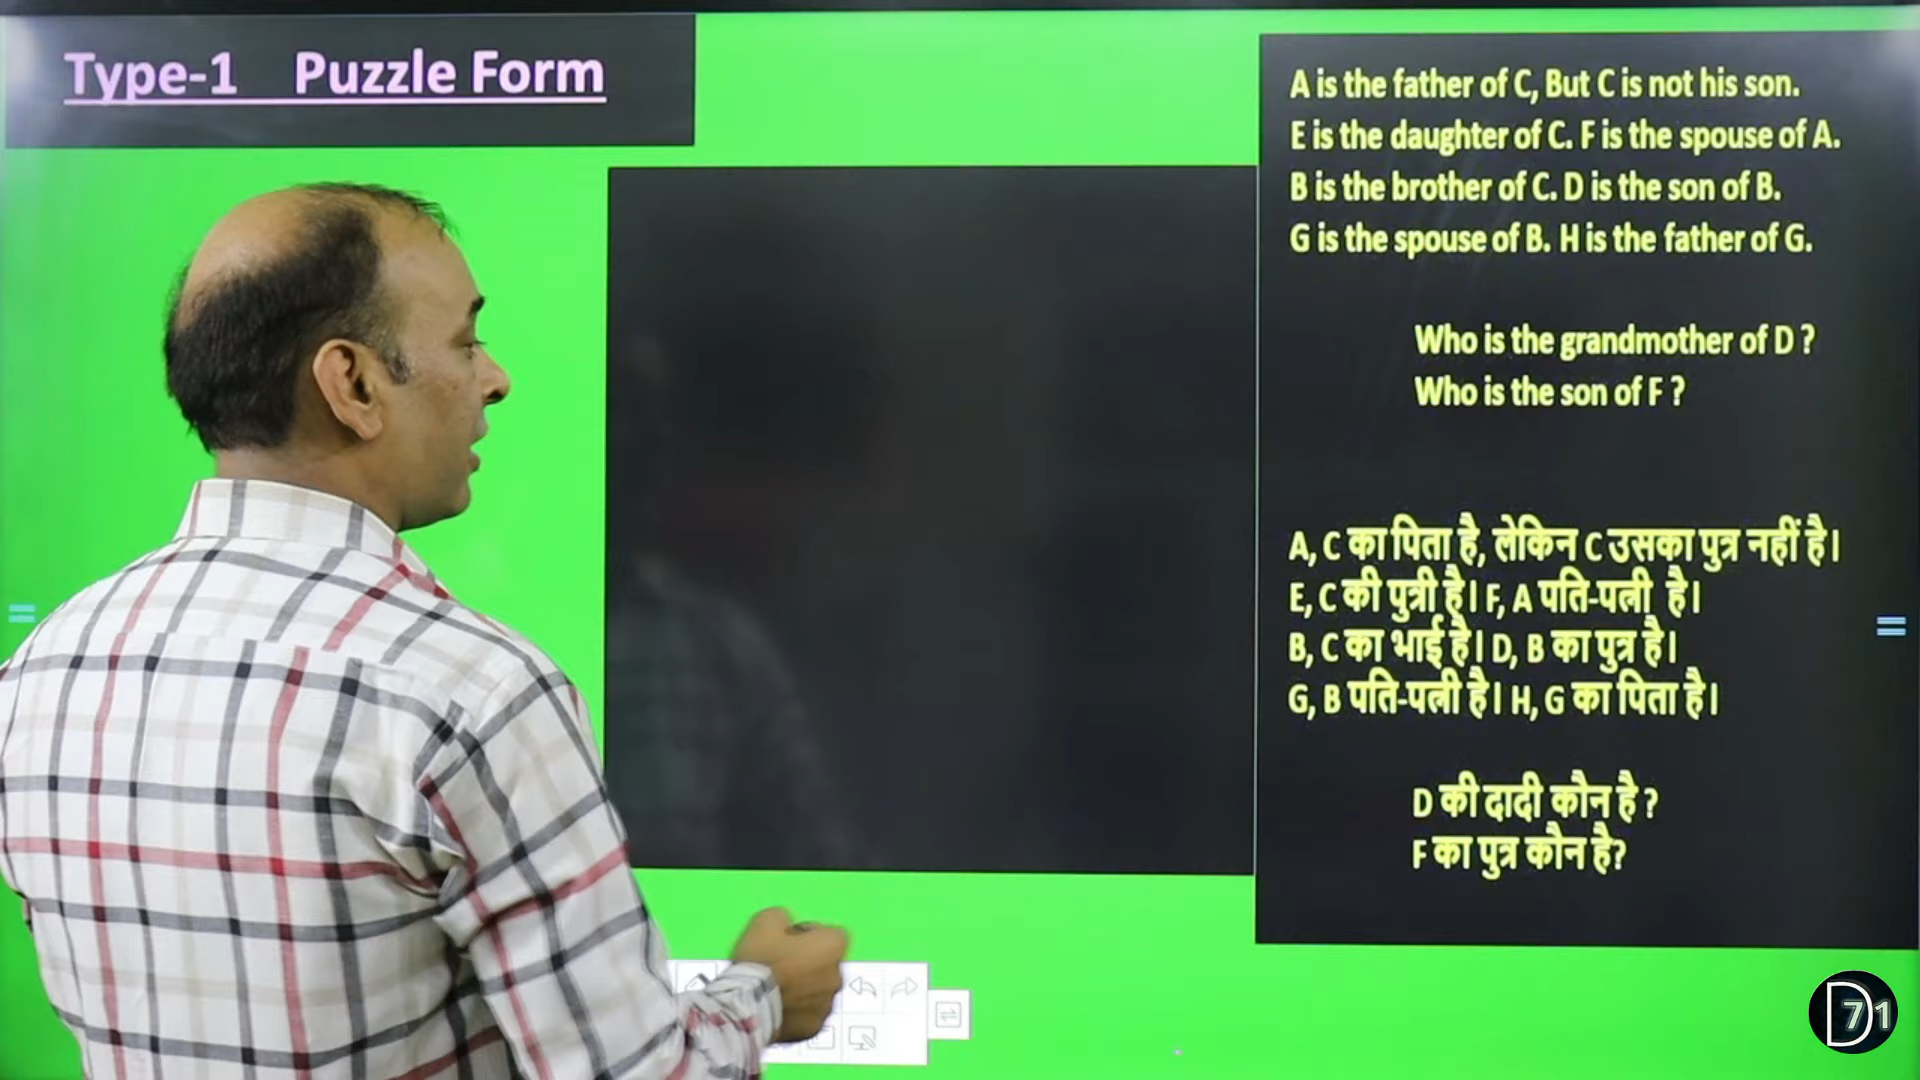 Type-1 Puzzle Form
A is the father of C, But C is not his son.
E is the daughter of C. F is the spouse of A.
B is the brother of C. D is the son of B.
G is the spouse of B. H is the father of G.
Who is the grandmother of D ?
Who is the son of F ?
A, C का पिता है, लेकिन C उसका पुत्र नहीं है।
E, C की पुत्री है। F, A पति-पत्नी है।
B, C का भाई है। D, B का पुत्र है।
G, B पति-पत्नी है। H, G का पिता है।
D की दादी कौन है ?
F का पुत्र कौन है?
D 71